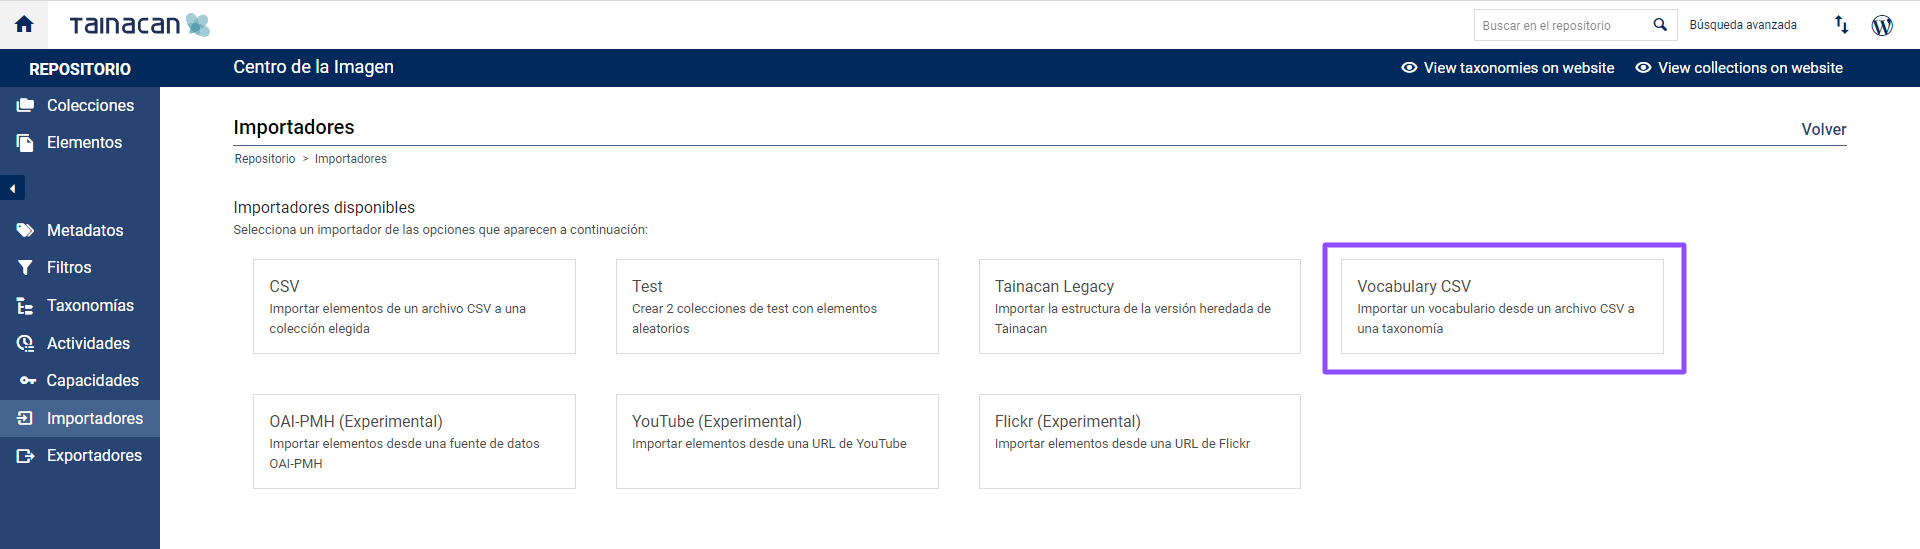 TAINACAN
Buscar en el repositorio
Búsqueda avanzada
REPOSITORIO
Centro de la Imagen
View taxonomies on website
View collections on website
Colecciones
Elementos
Metadatos
Filtros
Taxonomías
Actividades
Capacidades
Importadores
Exportadores
Importadores
Volver
Repositorio > Importadores
Importadores disponibles
Selecciona un importador de las opciones que aparecen a continuación:
CSV
Importar elementos de un archivo CSV a una
colección elegida
Test
Crear 2 colecciones de test con elementos
aleatorios
Tainacan Legacy
Importar la estructura de la versión heredada de
Tainacan
Vocabulary CSV
Importar un vocabulario desde un archivo CSV a
una taxonomía
OAI-PMH (Experimental)
Importar elementos desde una fuente de datos
OAI-PMH
YouTube (Experimental)
Importar elementos desde una URL de YouTube
Flickr (Experimental)
Importar elementos desde una URL de Flickr